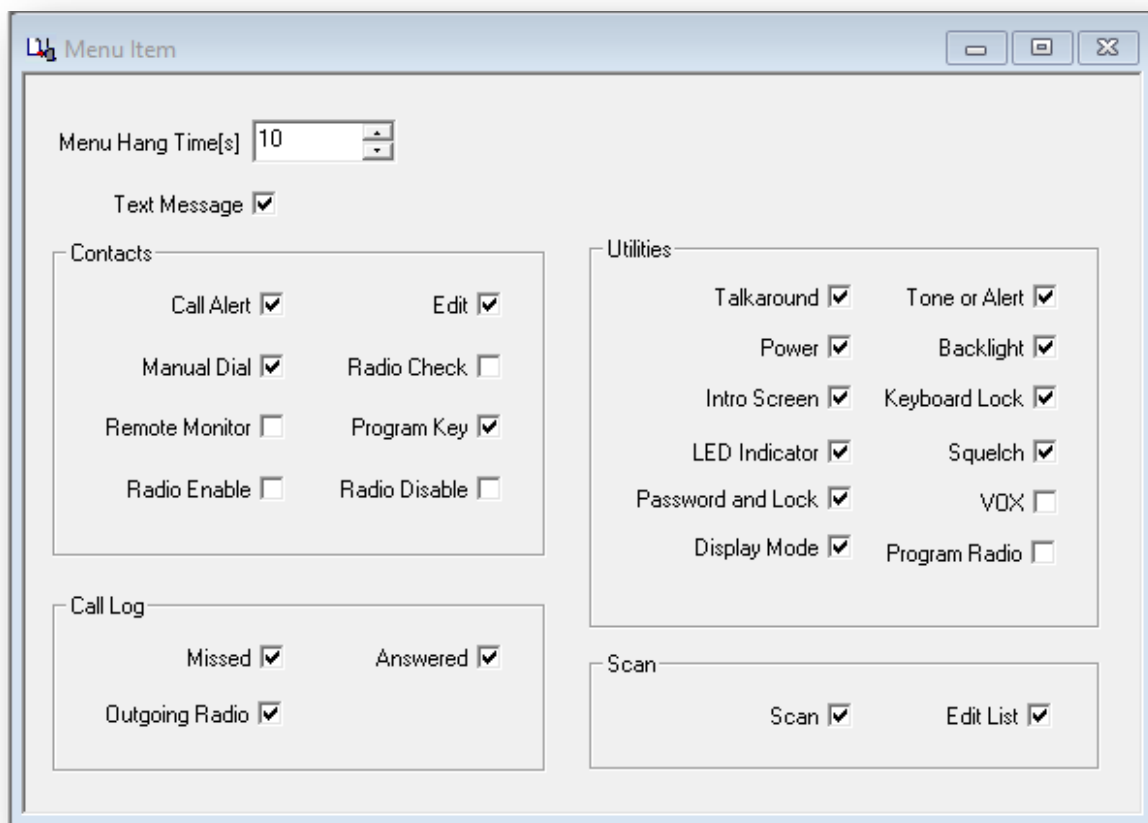 Menu Item
Menu Hang Time[s] 10
Text Message
Contacts
Call Alert Edit
Manual Dial Radio Check
Remote Monitor Program Key
Radio Enable Radio Disable
Call Log
Missed Answered
Outgoing Radio
Utilities
Talkaround Tone or Alert
Power Backlight
Intro Screen Keyboard Lock
LED Indicator Squelch
Password and Lock VOX
Display Mode Program Radio
Scan
Scan Edit List